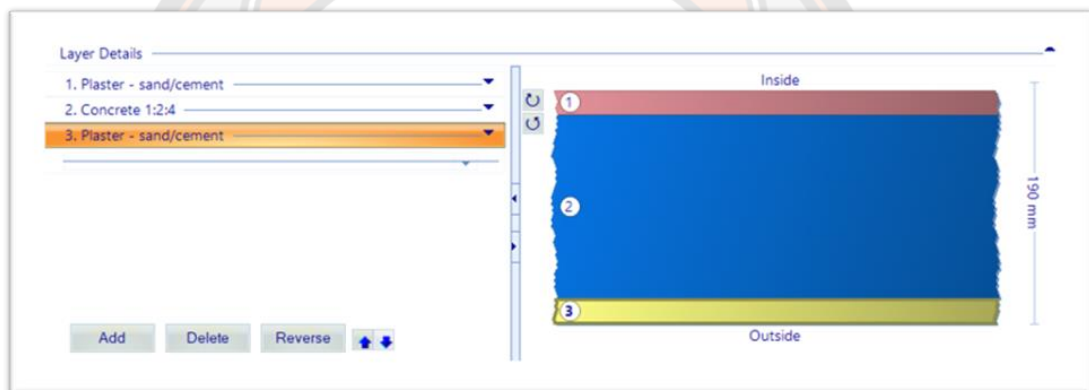 Layer Details
1. Plaster - sand/cement
2. Concrete 1:2:4
3. Plaster - sand/cement
Add
Delete
Reverse
Inside
1
2
3
190 mm
Outside